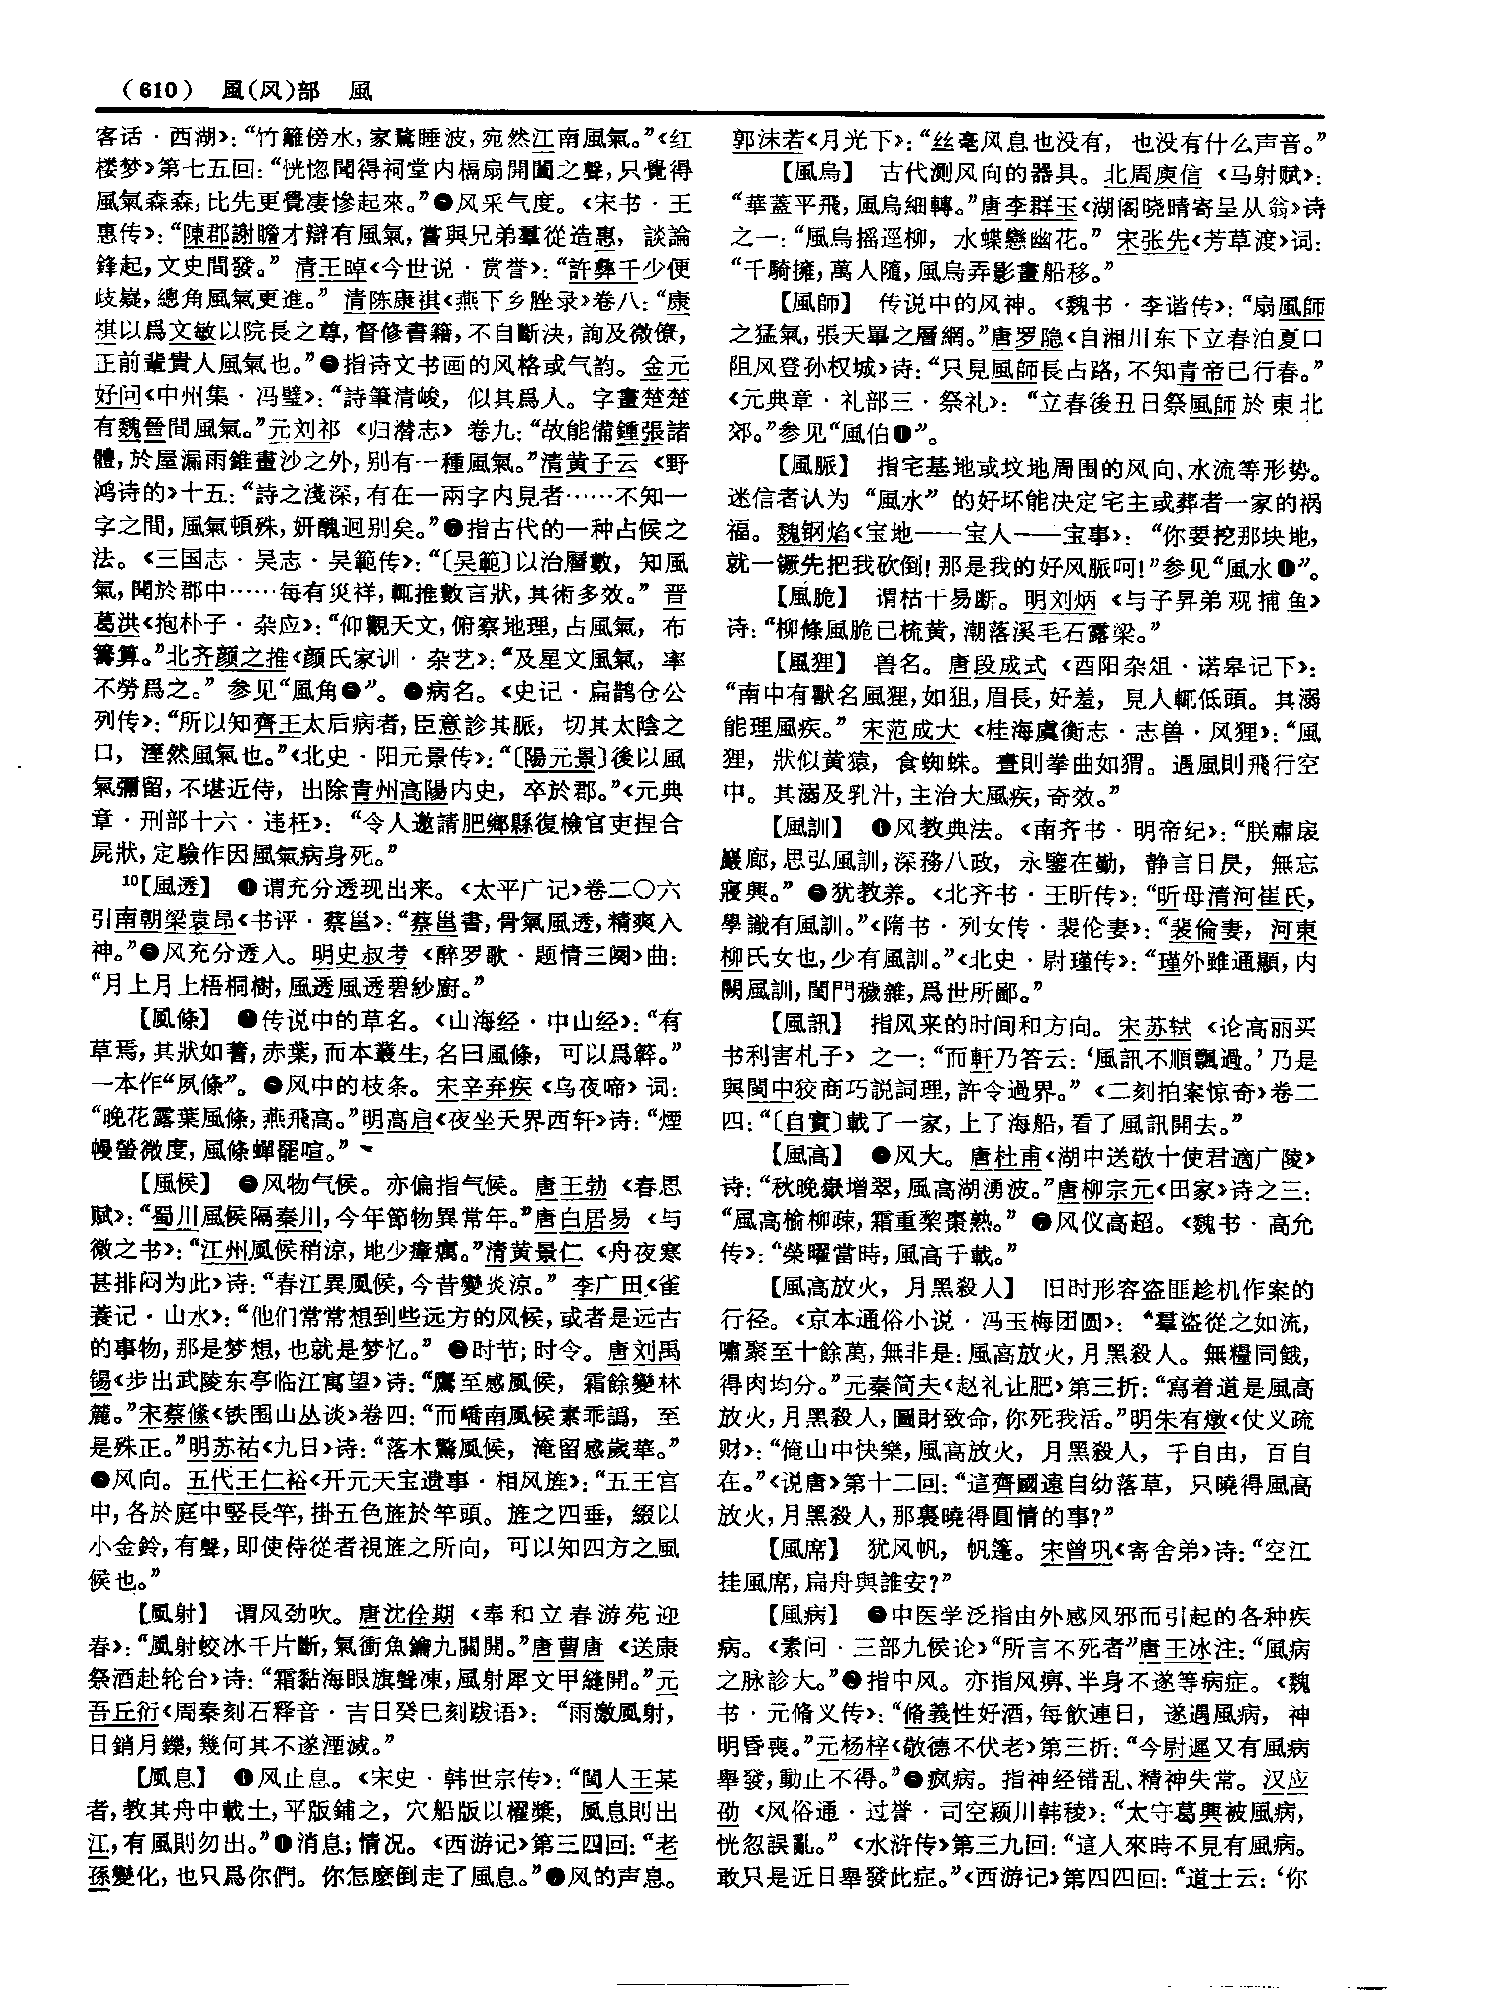 （610） 風(风)部 風
客话·西湖》：“竹籬傍水，家鶩睡波，宛然江南風氣。”《红
楼梦》第七五回：“恍惚聞得祠堂内槅扇開闔之聲，只覺得
風氣森森，比先更覺凄慘起來。”❺风采气度。《宋书·王
惠传》：“陳郡謝瞻才辯有風氣，嘗與兄弟羣從造惠，談論
鋒起，文史間發。”清王晫《今世说·赏誉》：“許彝千少便
歧嶷，總角風氣更進。”清陈康祺《燕下乡脞录》卷八：“康
祺以爲文敏以院長之尊，督修書籍，不自斷決，詢及微僚，
正前輩貴人風氣也。”❻指诗文书画的风格或气韵。金元
好问《中州集·冯璧》：“詩筆清峻，似其爲人。字畫楚楚
有魏晉間風氣。”元刘祁《归潜志》卷九：“故能備鍾張諸
體，於屋漏雨錐畫沙之外，别有一種風氣。”清黄子云《野
鸿诗的》十五：“詩之淺深，有在一兩字内見者……不知一
字之間，風氣頓殊，妍醜迥别矣。”❼指古代的一种占候之
法。《三国志·吴志·吴範传》：“〔吴範〕以治曆數，知風
氣，聞於郡中……每有災祥，輒推數言狀，其術多效。”晋
葛洪《抱朴子·杂应》：“仰觀天文，俯察地理，占風氣，布
籌算。”北齐颜之推《颜氏家训·杂艺》：“及星文風氣，率
不勞爲之。”参见“風角❷”。❽病名。《史记·扁鹊仓公
列传》：“所以知齊王太后病者，臣意診其脈，切其太陰之
口，溼然風氣也。”《北史·阳元景传》：“〔陽元景〕後以風
氣彌留，不堪近侍，出除青州高陽内史，卒於郡。”《元典
章·刑部十六·违枉》：“令人邀請肥鄉縣復檢官吏捏合
屍狀，定驗作因風氣病身死。”
10【風透】 ❶谓充分透现出来。《太平广记》卷二〇六
引南朝梁袁昂《书评·蔡邕》：“蔡邕書，骨氣風透，精爽入
神。”❷风充分透入。明史叔考《醉罗歌·题情三阕》曲：
“月上月上梧桐樹，風透風透碧紗廚。”
【風條】 ❶传说中的草名。《山海经·中山经》：“有
草焉，其狀如蓍，赤葉，而本叢生，名曰風條，可以爲簳。”
一本作“夙條”。❷风中的枝条。宋辛弃疾《乌夜啼》词：
“晚花露葉風條，燕飛高。”明高启《夜坐天界西轩》诗：“煙
幔螢微度，風條蟬罷喧。”
【風候】 ❶风物气候。亦偏指气候。唐王勃《春思
赋》：“蜀川風候隔秦川，今年節物異常年。”唐白居易《与
微之书》：“江州風候稍涼，地少瘴癘。”清黄景仁《舟夜寒
甚排闷为此》诗：“春江異風候，今昔變炎涼。”李广田《雀
蓑记·山水》：“他们常常想到些远方的风候，或者是远古
的事物，那是梦想，也就是梦忆。”❷时节；时令。唐刘禹
锡《步出武陵东亭临江寓望》诗：“鷹至感風候，霜餘變林
麓。”宋蔡絛《铁围山丛谈》卷四：“而嶠南風候素乖譌，至
是殊正。”明苏祐《九日》诗：“落木驚風候，淹留感歲華。”
❸风向。五代王仁裕《开元天宝遗事·相风旌》：“五王宫
中，各於庭中竪長竿，掛五色旌於竿頭。旌之四垂，綴以
小金鈴，有聲，即使侍從者視旌之所向，可以知四方之風
候也。”
【風射】 谓风劲吹。唐沈佺期《奉和立春游苑迎
春》：“風射蛟冰千片斷，氣衝魚鑰九關開。”唐曹唐《送康
祭酒赴轮台》诗：“霜黏海眼旗聲凍，風射犀文甲縫開。”元
吾丘衍《周秦刻石释音·吉日癸巳刻跋语》：“雨激風射，
日銷月鑠，幾何其不遂湮滅。”
【風息】 ❶风止息。《宋史·韩世宗传》：“閩人王某
者，教其舟中載土，平版鋪之，穴船版以櫂槳，風息則出
江，有風則勿出。”❷消息；情况。《西游记》第三四回：“老
孫變化，也只爲你們。你怎麽倒走了風息。”❸风的声息。
郭沫若《月光下》：“丝毫风息也没有，也没有什么声音。”
【風烏】 古代测风向的器具。北周庾信《马射赋》：
“華蓋平飛，風烏細轉。”唐李群玉《湖阁晓晴寄呈从翁》诗
之一：“風烏摇逕柳，水蝶戀幽花。”宋张先《芳草渡》词：
“千騎擁，萬人隨，風烏弄影畫船移。”
【風師】 传说中的风神。《魏书·李谐传》：“扇風師
之猛氣，張天畢之層網。”唐罗隐《自湘川东下立春泊夏口
阻风登孙权城》诗：“只見風師長占路，不知青帝已行春。”
《元典章·礼部三·祭礼》：“立春後丑日祭風師於東北
郊。”参见“風伯❶”。
【風脈】 指宅基地或坟地周围的风向、水流等形势。
迷信者认为“風水”的好坏能决定宅主或葬者一家的祸
福。魏钢焰《宝地——宝人——宝事》：“你要挖那块地，
就一镢先把我砍倒！那是我的好风脈呵！”参见“風水❶”。
【風脆】 谓枯干易断。明刘炳《与子昇弟观捕鱼》
诗：“柳條風脆已梳黄，潮落溪毛石露梁。”
【風狸】 兽名。唐段成式《酉阳杂俎·诺皋记下》：
“南中有獸名風狸，如狙，眉長，好羞，見人輒低頭。其溺
能理風疾。”宋范成大《桂海虞衡志·志兽·风狸》：“風
狸，狀似黄猿，食蜘蛛。晝則拳曲如猬。遇風則飛行空
中。其溺及乳汁，主治大風疾，奇效。”
【風訓】 ❶风教典法。《南齐书·明帝纪》：“朕肅扆
巖廊，思弘風訓，深務八政，永鑒在勤，静言日昃，無忘
寢興。”❷犹教养。《北齐书·王昕传》：“昕母清河崔氏，
學識有風訓。”《隋书·列女传·裴伦妻》：“裴倫妻，河東
柳氏女也，少有風訓。”《北史·尉瑾传》：“瑾外雖通顯，内
闕風訓，閨門穢雜，爲世所鄙。”
【風訊】 指风来的时间和方向。宋苏轼《论高丽买
书利害札子》之一：“而軒乃答云：‘風訊不順飄過。’乃是
與閩中狡商巧説詞理，許令過界。”《二刻拍案惊奇》卷二
四：“〔自實〕載了一家，上了海船，看了風訊開去。”
【風高】 ❶风大。唐杜甫《湖中送敬十使君適广陵》
诗：“秋晚嶽增翠，風高湖湧波。”唐柳宗元《田家》诗之三：
“風高榆柳疎，霜重棃棗熟。”❷风仪高超。《魏书·高允
传》：“榮曜當時，風高千載。”
【風高放火，月黑殺人】 旧时形容盗匪趁机作案的
行径。《京本通俗小说·冯玉梅团圆》：“羣盜從之如流，
嘯聚至十餘萬，無非是：風高放火，月黑殺人。無糧同餓，
得肉均分。”元秦简夫《赵礼让肥》第三折：“寫着道是風高
放火，月黑殺人，圖財致命，你死我活。”明朱有燉《仗义疏
财》：“俺山中快樂，風高放火，月黑殺人，千自由，百自
在。”《说唐》第十二回：“這齊國遠自幼落草，只曉得風高
放火，月黑殺人，那裏曉得圓情的事？”
【風席】 犹风帆，帆篷。宋曾巩《寄舍弟》诗：“空江
挂風席，扁舟與誰安？”
【風病】 ❶中医学泛指由外感风邪而引起的各种疾
病。《素问·三部九候论》“所言不死者”唐王冰注：“風病
之脉診大。”❷指中风。亦指风痹、半身不遂等病症。《魏
书·元脩义传》：“脩義性好酒，每飲連日，遂遇風病，神
明昏喪。”元杨梓《敬德不伏老》第三折：“今尉遲又有風病
舉發，動止不得。”❸疯病。指神经错乱、精神失常。汉应
劭《风俗通·过誉·司空颍川韩稜》：“太守葛興被風病，
恍忽誤亂。”《水浒传》第三九回：“這人來時不見有風病。
敢只是近日舉發此症。”《西游记》第四四回：“道士云：‘你